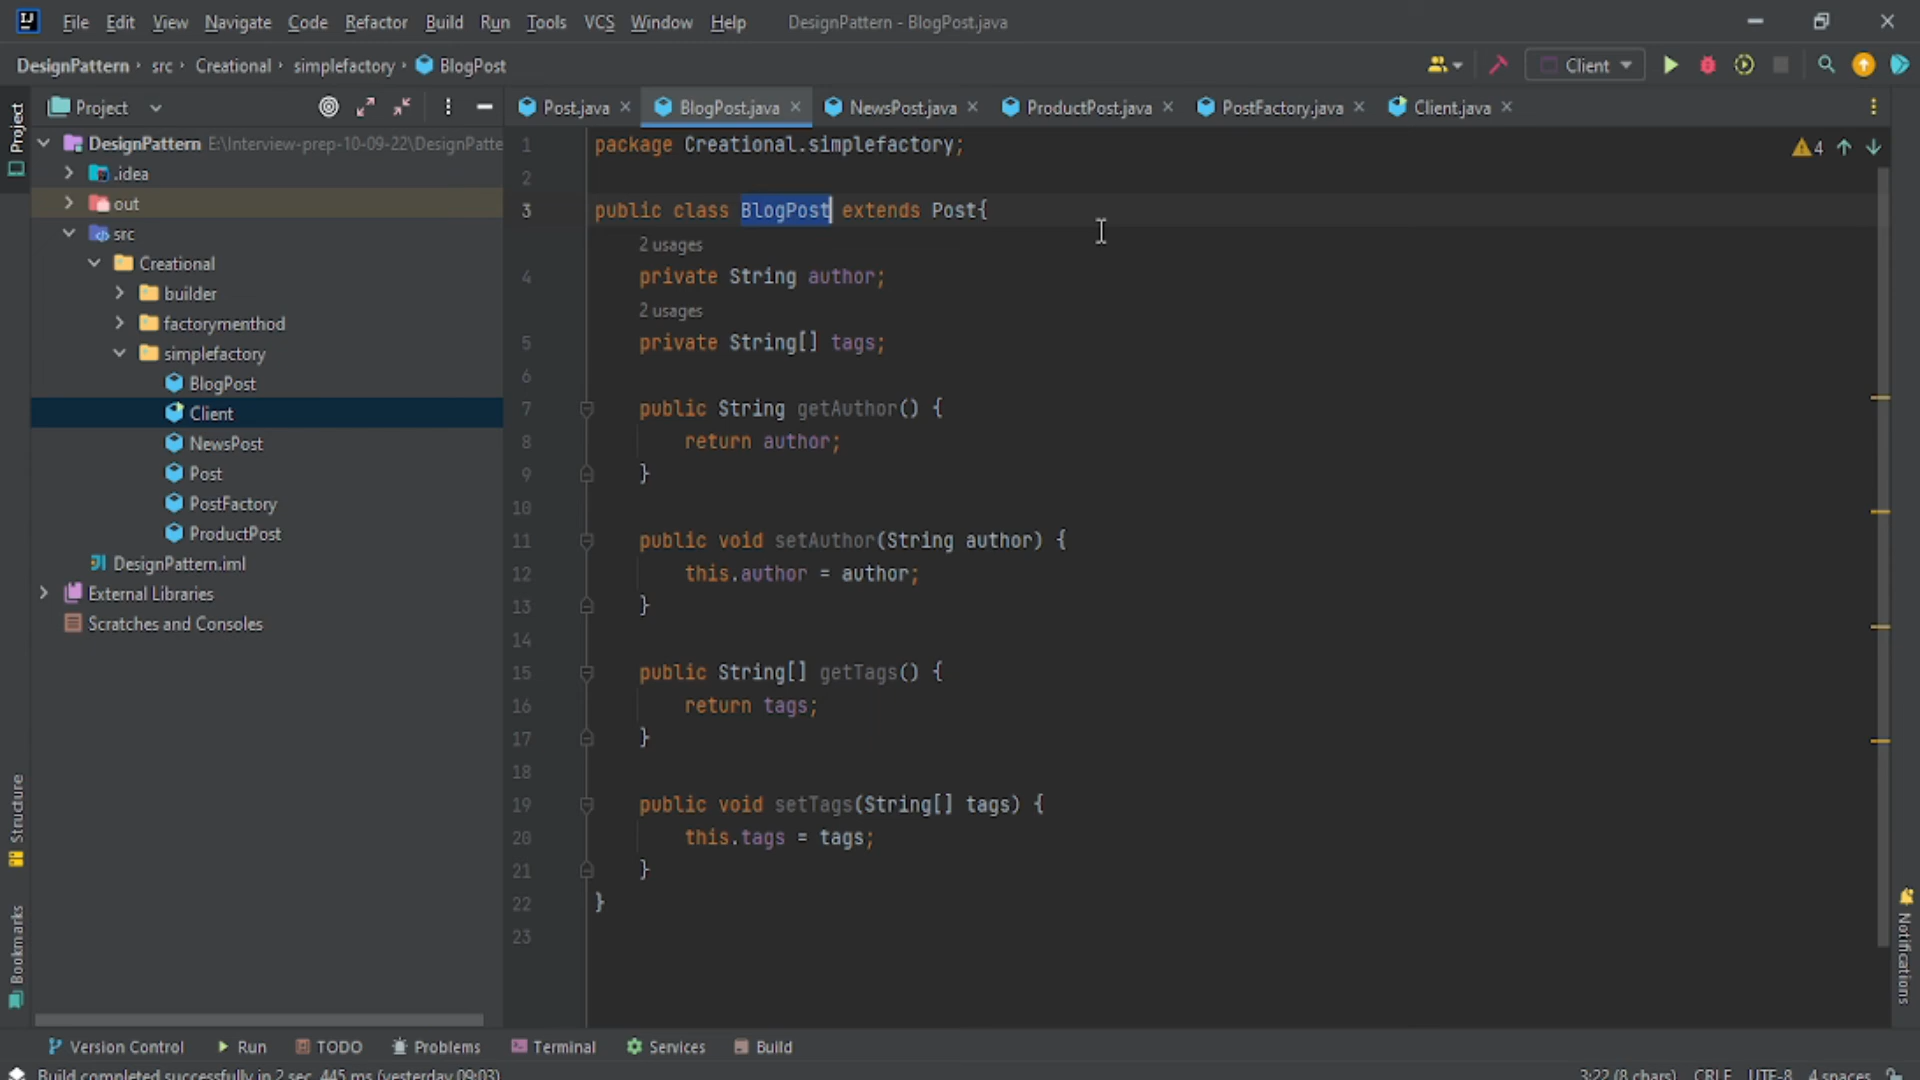 File Edit View Navigate Code Refactor Build Run Tools VCS Window Help DesignPattern - BlogPost.java
DesignPattern src Creational simplefactory BlogPost Client
Project
Project
Post.java BlogPost.java NewsPost.java ProductPost.java PostFactory.java Client.java
DesignPattern E:\Interview-prep-10-09-22\DesignPatte
.idea
out
src
Creational
builder
factorymenthod
simplefactory
BlogPost
Client
NewsPost
Post
PostFactory
ProductPost
DesignPattern.iml
External Libraries
Scratches and Consoles
Structure
Bookmarks
1 package Creational.simplefactory;
4
2
3 public class BlogPost extends Post{
2 usages
4 private String author;
2 usages
5 private String[] tags;
6
7 public String getAuthor() {
8 return author;
9 }
10
11 public void setAuthor(String author) {
12 this.author = author;
13 }
14
15 public String[] getTags() {
16 return tags;
17 }
18
19 public void setTags(String[] tags) {
20 this.tags = tags;
21 }
22 }
23
Notifications
Version Control Run TODO Problems Terminal Services Build
Build completed successfully in 2 sec, 445 ms (yesterday 09:03) 3:22 (8 chars) CRLF UTF-8 4 spaces